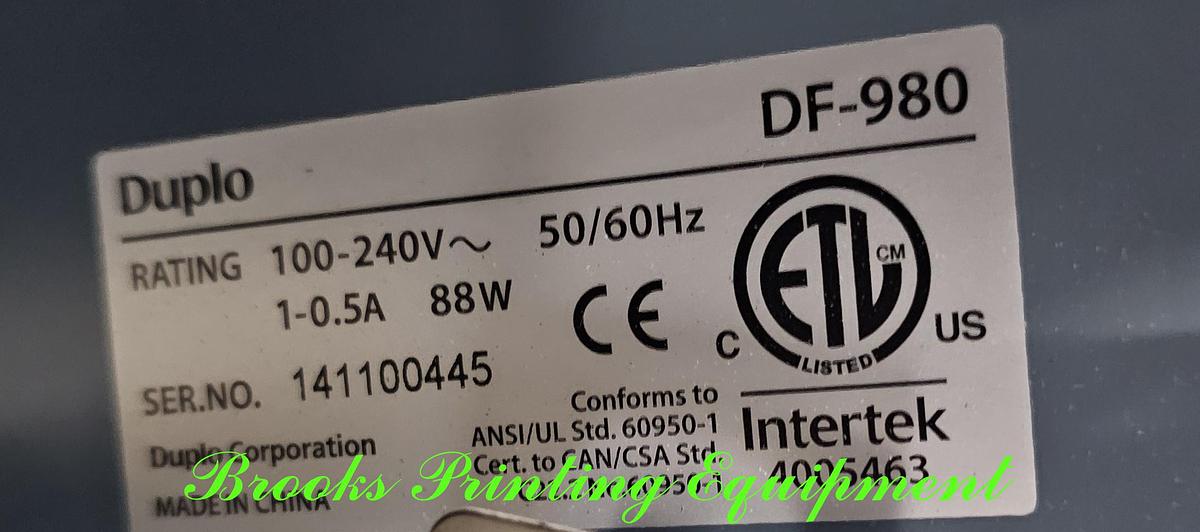 Duplo DF-980
RATING 100-240V~ 50/60Hz
1-0.5A 88W
CE
ETL CM
C LISTED US
SER.NO. 141100445
Conforms to
ANSI/UL Std. 60950-1
Cert. to CAN/CSA Std.
Intertek
4005463
Duplo Corporation
MADE IN CHINA
Brooks Printing Equipment